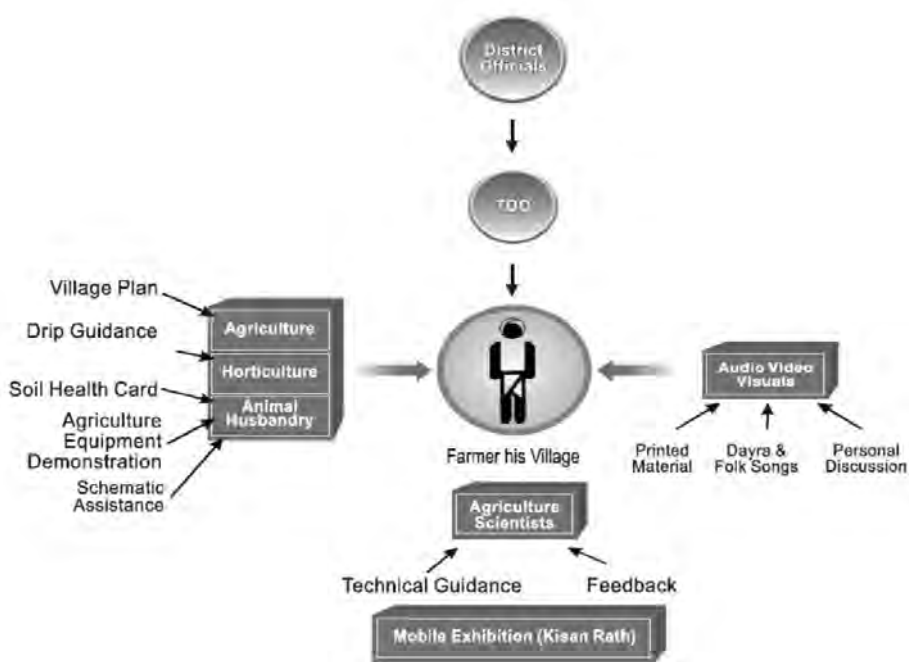 District
Officials
TDO
Village Plan
Drip Guidance
Soil Health Card
Agriculture
Equipment
Demonstration
Schematic
Assistance
Agriculture
Horticulture
Animal
Husbandry
Farmer his Village
Audio Video
Visuals
Printed
Material
Dayra &
Folk Songs
Personal
Discussion
Agriculture
Scientists
Technical Guidance
Feedback
Mobile Exhibition (Kisan Rath)